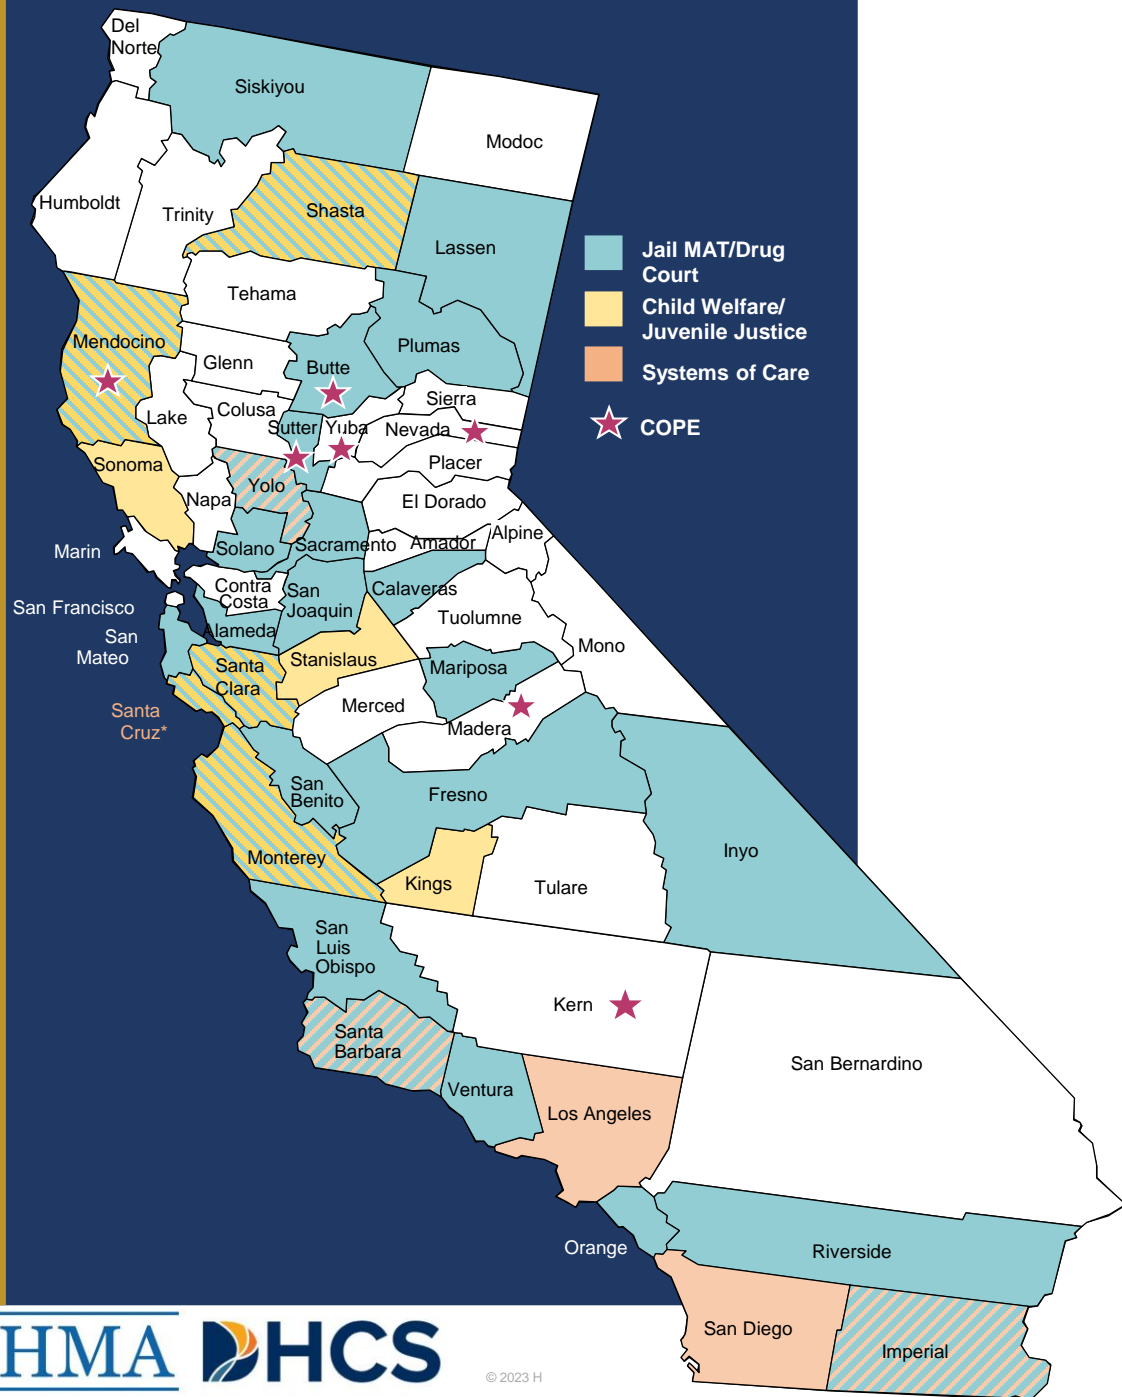 Del
Norte
Siskiyou
Modoc
Humboldt
Trinity
Shasta
Lassen
Jail MAT/Drug
Court
Child Welfare/
Juvenile Justice
Systems of Care
COPE
Tehama
Mendocino
Glenn
Butte
Plumas
Lake
Colusa
Sutter
Yuba
Sierra
Nevada
Placer
Sonoma
Napa
Yolo
El Dorado
Marin
Solano
Sacramento
Amador
Alpine
Contra
Costa
San
Joaquin
Calaveras
San Francisco
San
Mateo
Alameda
Tuolumne
Mono
Santa
Clara
Stanislaus
Mariposa
Santa
Cruz*
Merced
Madera
San
Benito
Fresno
Monterey
Kings
Tulare
Inyo
San
Luis
Obispo
Kern
Santa
Barbara
San Bernardino
Ventura
Los Angeles
Orange
Riverside
San Diego
Imperial
HMA
DHCS
© 2023 H